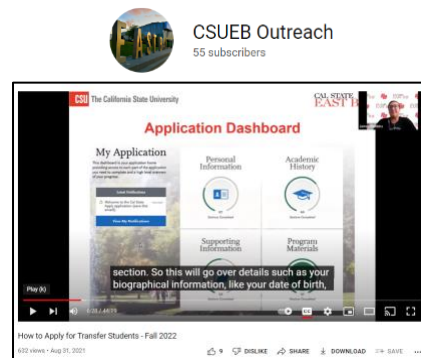 CSUEB Outreach
55 subscribers
CSU The California State University
CAL STATE
EAST B
Application Dashboard
My Application
Personal
Information
Academic
History
Supporting
Information
Program
Materials
section. So this will go over details such as your
biographical information, like your date of birth,
Play (k)
How to Apply for Transfer Students - Fall 2022
632 views • Aug 31, 2021
9 DISLIKE SHARE DOWNLOAD SAVE ...